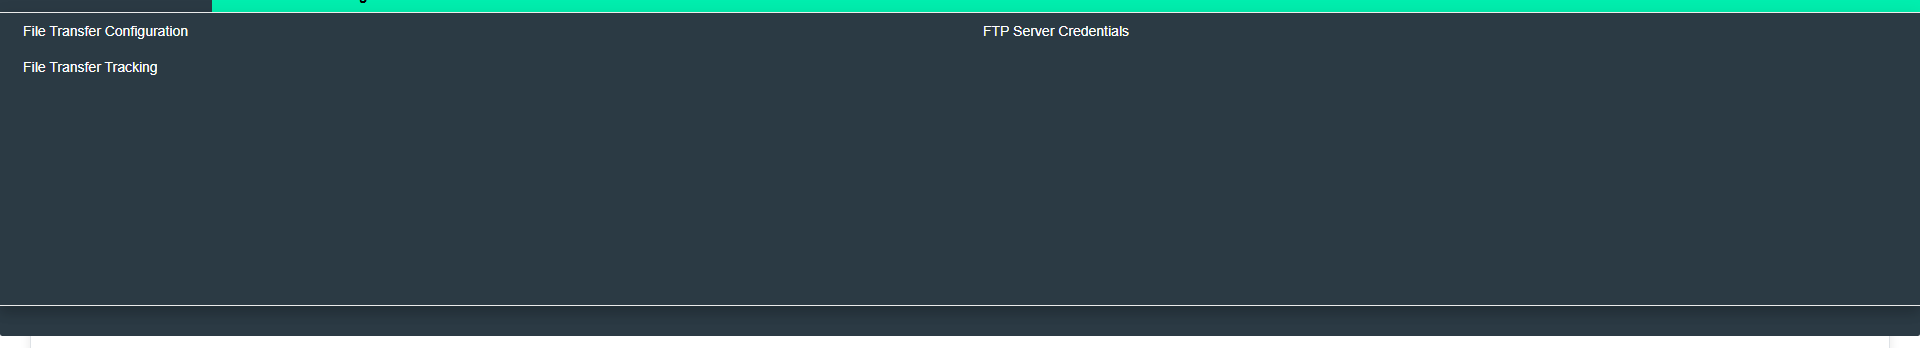 File Transfer Configuration
FTP Server Credentials
File Transfer Tracking